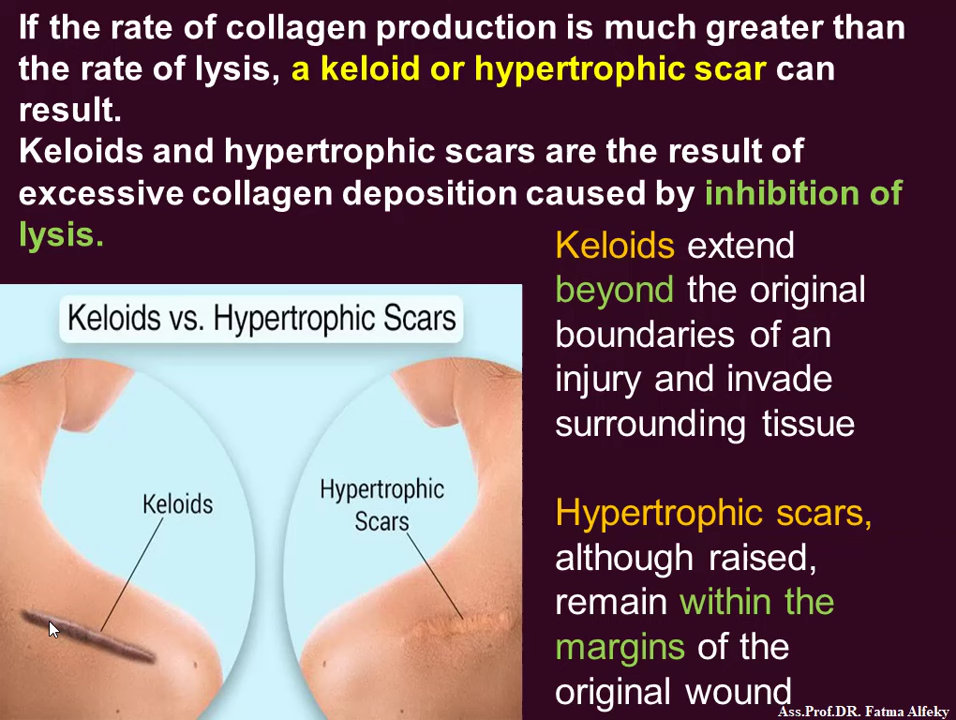 If the rate of collagen production is much greater than
the rate of lysis, a keloid or hypertrophic scar can
result.
Keloids and hypertrophic scars are the result of
excessive collagen deposition caused by inhibition of
lysis.
Keloids extend
beyond the original
boundaries of an
injury and invade
surrounding tissue
Hypertrophic scars,
although raised,
remain within the
margins of the
original wound
Keloids vs. Hypertrophic Scars
Keloids
Hypertrophic
Scars
Ass.Prof.DR. Fatma Alfeky